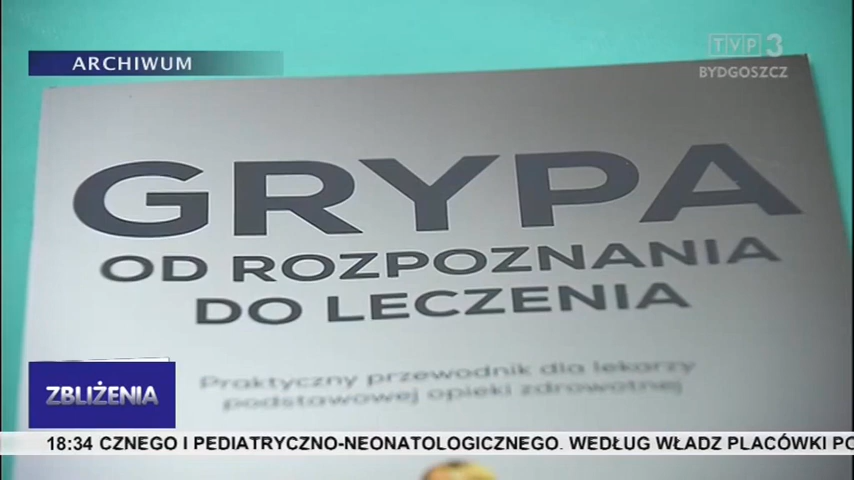 TVP3
BYDGOSZCZ
ARCHIWUM
GRYPA
OD ROZPOZNANIA
DO LECZENIA
Praktyczny przewodnik dla lekarzy
podstawowej opieki zdrowotnej
ZBLIŻENIA
18:34 CZNEGO I PEDIATRYCZNO-NEONATOLOGICZNEGO. WEDŁUG WŁADZ PLACÓWKI